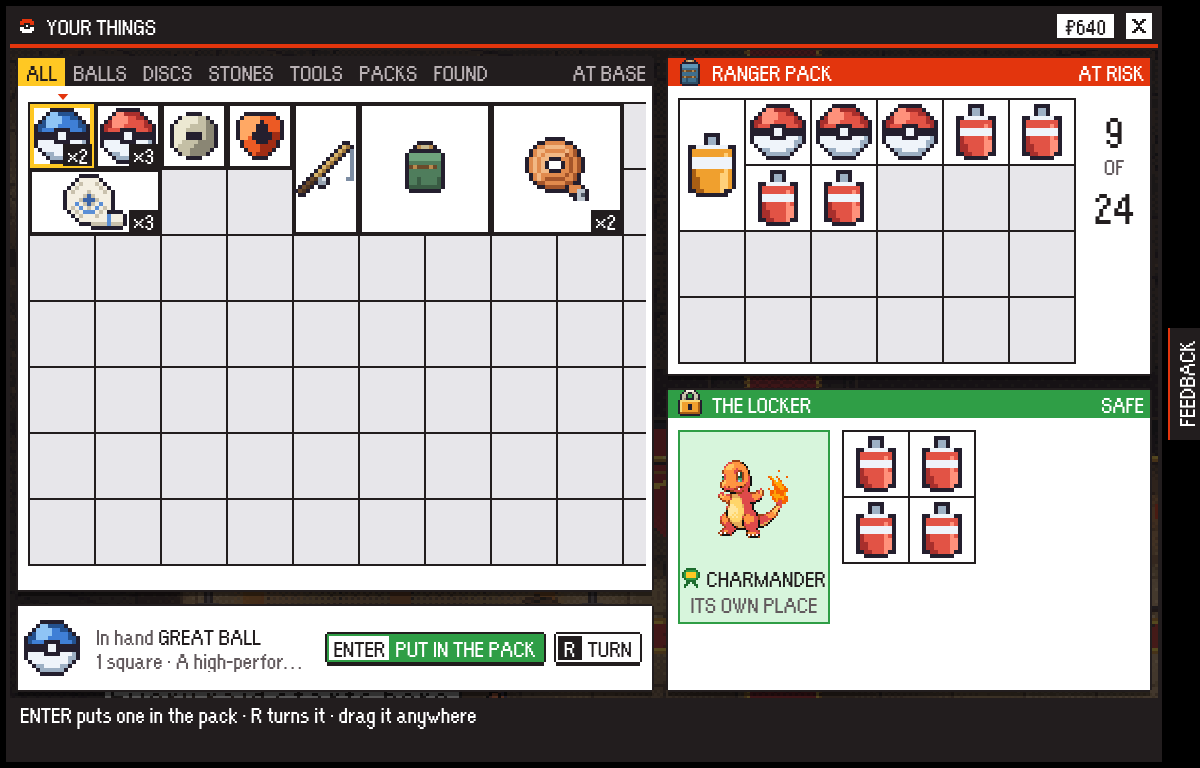 YOUR THINGS
₽640
X
ALL BALLS DISCS STONES TOOLS PACKS FOUND AT BASE
×2
×3
×3
×2
RANGER PACK AT RISK
9
OF
24
THE LOCKER SAFE
CHARMANDER
ITS OWN PLACE
In hand GREAT BALL
1 square · A high-perfor...
ENTER PUT IN THE PACK
R TURN
ENTER puts one in the pack · R turns it · drag it anywhere
FEEDBACK